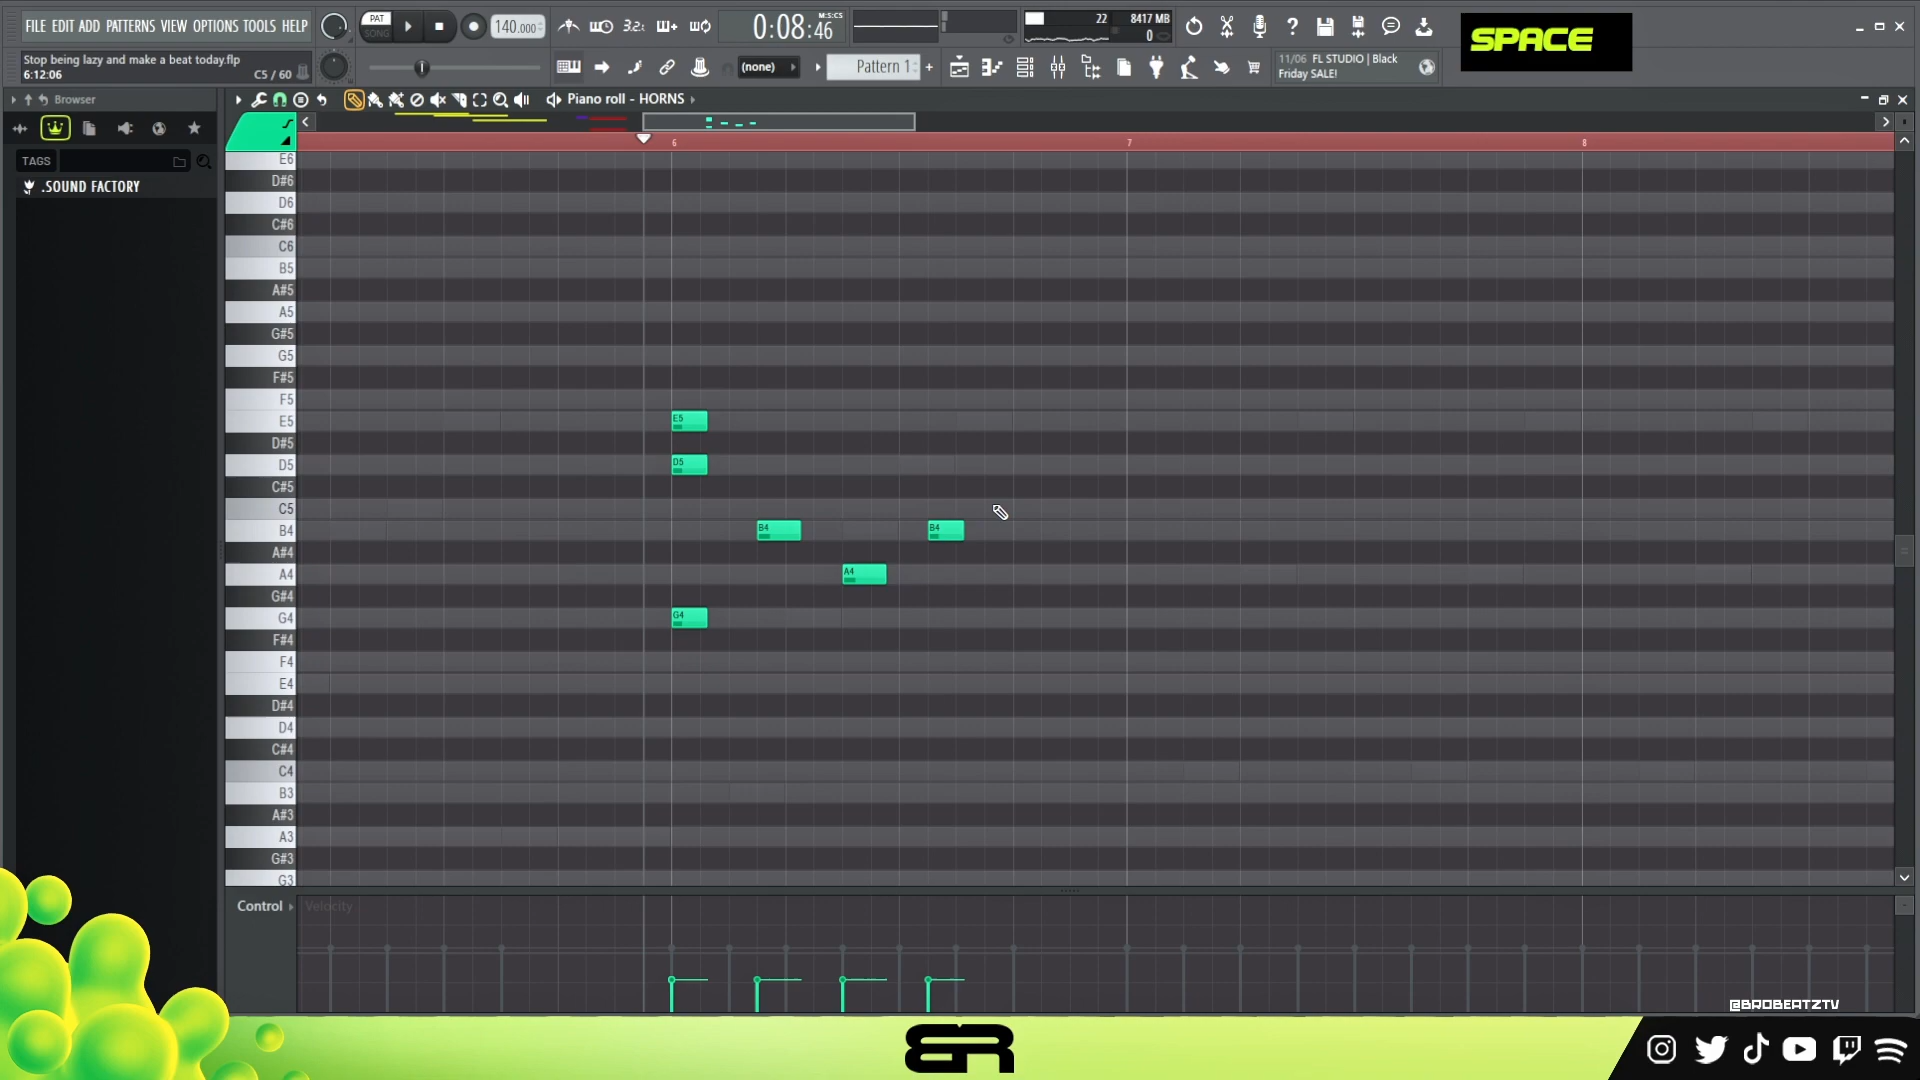 FILE EDIT ADD PATTERNS VIEW OPTIONS TOOLS HELP
PAT
SONG
140.000
3.2.
0:08:46
M:S:CS
22
8417 MB
0
SPACE
Stop being lazy and make a beat today.flp
6:12:06
C5 / 60
(none)
Pattern 1
11/06 FL STUDIO | Black
Friday SALE!
Browser
Piano roll - HORNS
TAGS
.SOUND FACTORY
6
7
8
E6
D#6
D6
C#6
C6
B5
A#5
A5
G#5
G5
F#5
F5
E5
E5
D#5
D5
D5
C#5
C5
B4
B4
B4
A#4
A4
A4
G#4
G4
G4
F#4
F4
E4
D#4
D4
C#4
C4
B3
A#3
A3
G#3
G3
Control
Velocity
@BROBEATZTV
BR